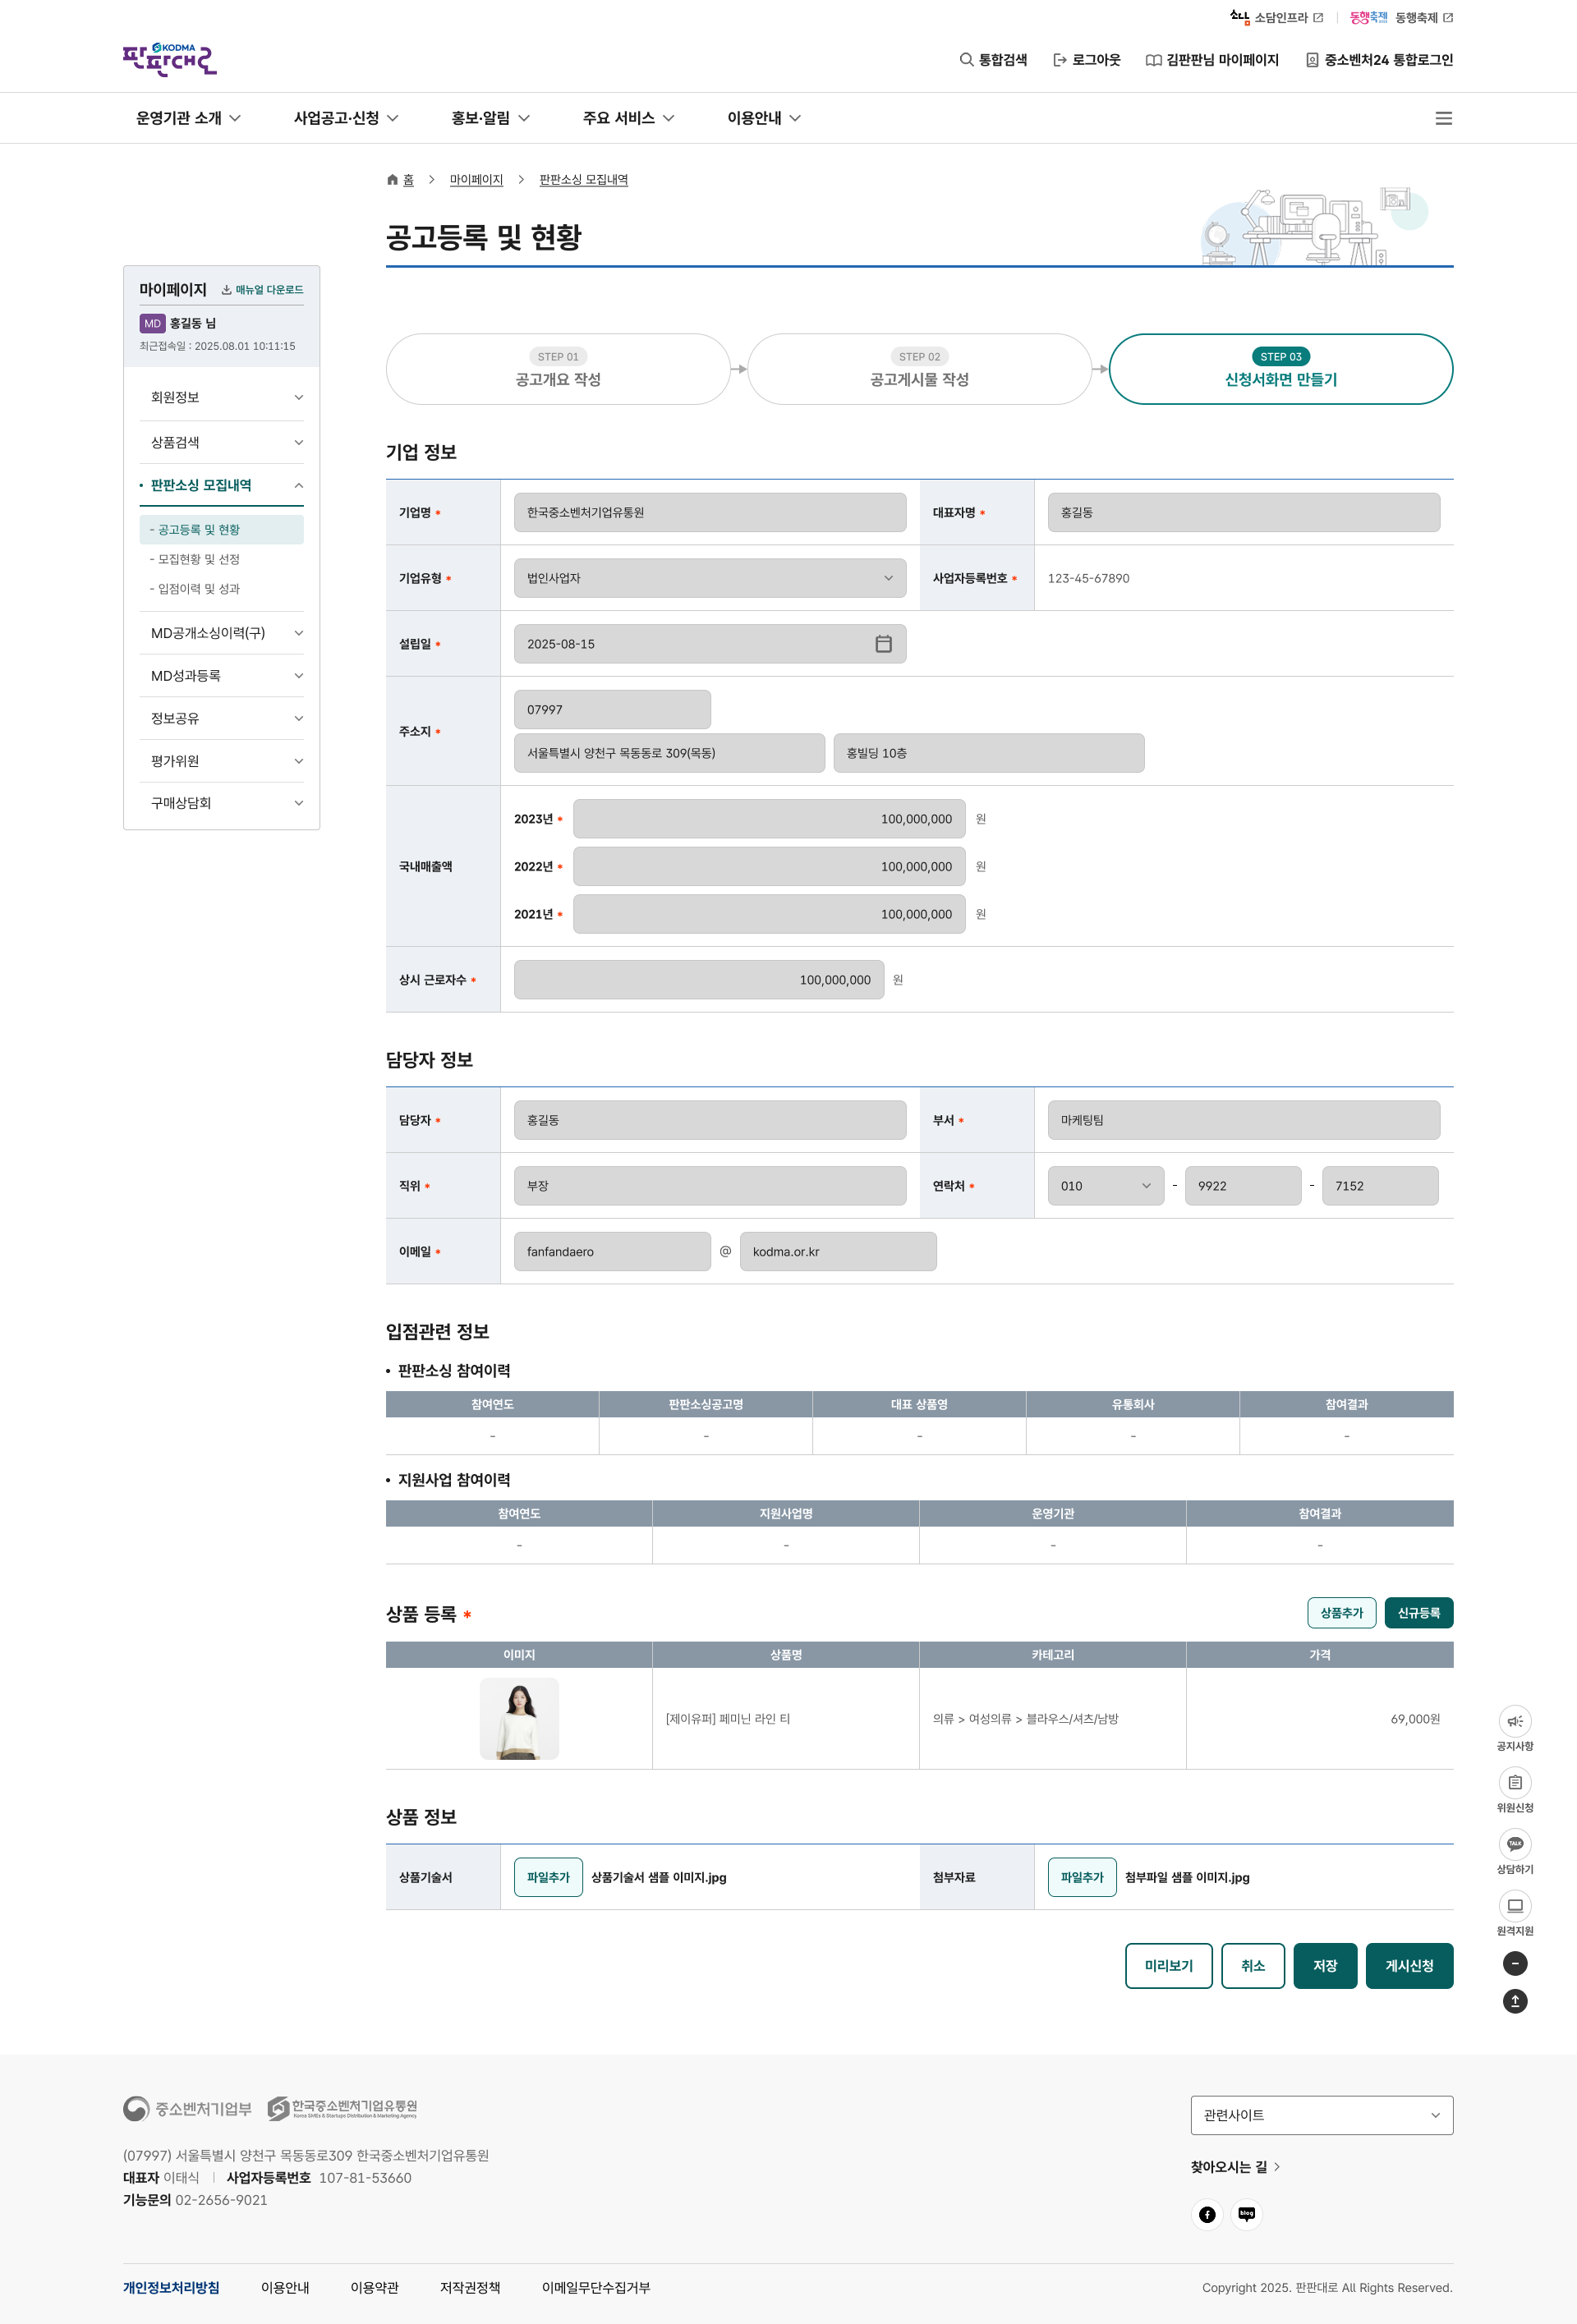 소담 소담인프라 동행축제 동행축제
KODMA 판판대로
통합검색 로그아웃 김판판님 마이페이지 중소벤처24 통합로그인
운영기관 소개 사업공고·신청 홍보·알림 주요 서비스 이용안내
홈 마이페이지 판판소싱 모집내역
공고등록 및 현황
마이페이지 매뉴얼 다운로드
MD 홍길동 님
최근접속일 : 2025.08.01 10:11:15
회원정보
상품검색
• 판판소싱 모집내역
- 공고등록 및 현황
- 모집현황 및 선정
- 입점이력 및 성과
MD공개소싱이력(구)
MD성과등록
정보공유
평가위원
구매상담회
STEP 01
공고개요 작성
STEP 02
공고게시물 작성
STEP 03
신청서화면 만들기
기업 정보
기업명 * 한국중소벤처기업유통원 대표자명 * 홍길동
기업유형 * 법인사업자 사업자등록번호 * 123-45-67890
설립일 * 2025-08-15
주소지 * 07997
서울특별시 양천구 목동동로 309(목동) 홍빌딩 10층
국내매출액
2023년 * 100,000,000 원
2022년 * 100,000,000 원
2021년 * 100,000,000 원
상시 근로자수 * 100,000,000 원
담당자 정보
담당자 * 홍길동 부서 * 마케팅팀
직위 * 부장 연락처 * 010 - 9922 - 7152
이메일 * fanfandaero @ kodma.or.kr
입점관련 정보
• 판판소싱 참여이력
참여연도 판판소싱공고명 대표 상품명 유통회사 참여결과
- - - - -
• 지원사업 참여이력
참여연도 지원사업명 운영기관 참여결과
- - - -
상품 등록 * 상품추가 신규등록
이미지 상품명 카테고리 가격
[제이유퍼] 페미닌 라인 티 의류 > 여성의류 > 블라우스/셔츠/남방 69,000원
상품 정보
상품기술서 파일추가 상품기술서 샘플 이미지.jpg 첨부자료 파일추가 첨부파일 샘플 이미지.jpg
미리보기 취소 저장 게시신청
공지사항
위원신청
TALK
상담하기
원격지원
중소벤처기업부 한국중소벤처기업유통원
Korea SMEs & Startups Distribution & Marketing Agency
(07997) 서울특별시 양천구 목동동로309 한국중소벤처기업유통원
대표자 이태식 사업자등록번호 107-81-53660
기능문의 02-2656-9021
관련사이트
찾아오시는 길
blog
개인정보처리방침 이용안내 이용약관 저작권정책 이메일무단수집거부
Copyright 2025. 판판대로 All Rights Reserved.